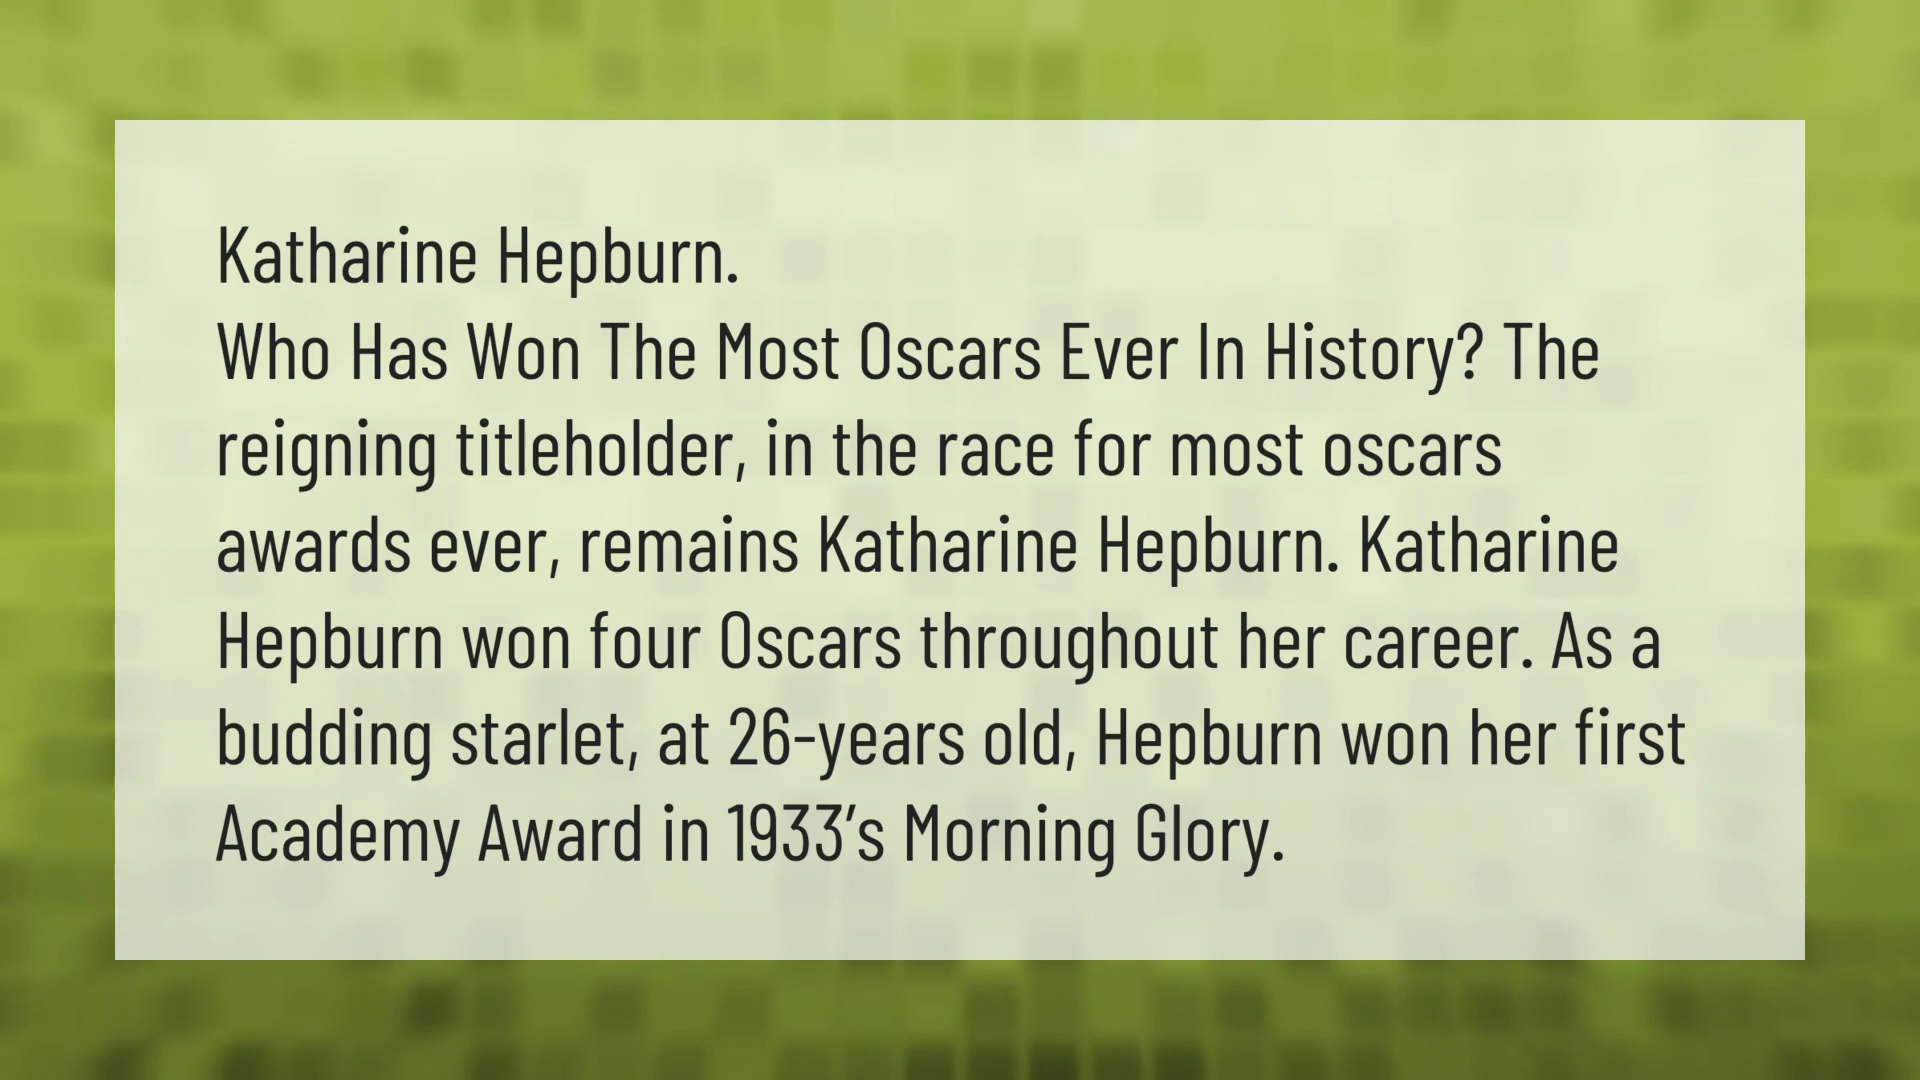 Katharine Hepburn.
Who Has Won The Most Oscars Ever In History? The
reigning titleholder, in the race for most oscars
awards ever, remains Katharine Hepburn. Katharine
Hepburn won four Oscars throughout her career. As a
budding starlet, at 26-years old, Hepburn won her first
Academy Award in 1933’s Morning Glory.